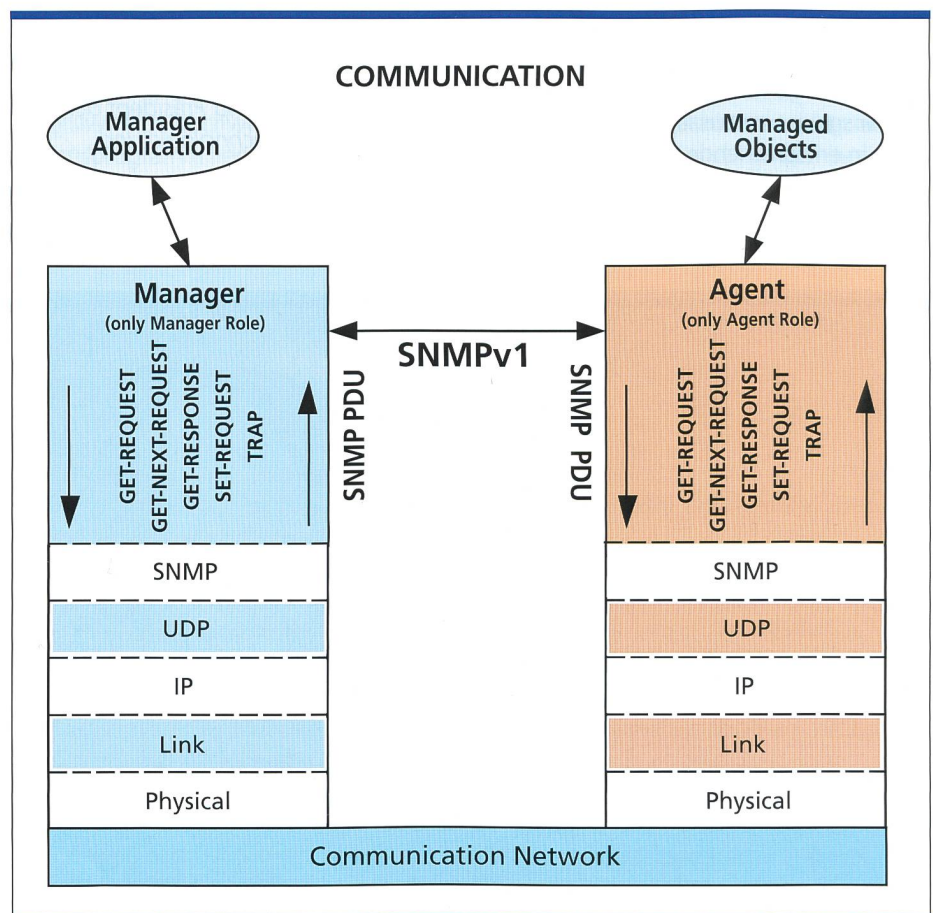 COMMUNICATION
Manager
Application
Managed
Objects
Manager
(only Manager Role)
GET-REQUEST
GET-NEXT-REQUEST
GET-RESPONSE
SET-REQUEST
TRAP
SNMP PDU
SNMPv1
SNMP PDU
Agent
(only Agent Role)
GET-REQUEST
GET-NEXT-REQUEST
GET-RESPONSE
SET-REQUEST
TRAP
SNMP
UDP
IP
Link
Physical
SNMP
UDP
IP
Link
Physical
Communication Network